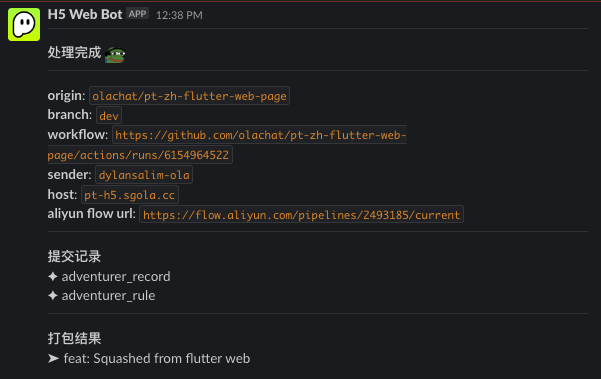 H5 Web Bot APP 12:38 PM
处理完成
origin: olachat/pt-zh-flutter-web-page
branch: dev
workflow: https://github.com/olachat/pt-zh-flutter-web-
page/actions/runs/6154964522
sender: dylansalim-ola
host: pt-h5.sgola.cc
aliyun flow url: https://flow.aliyun.com/pipelines/2493185/current
提交记录
✦ adventurer_record
✦ adventurer_rule
打包结果
➤ feat: Squashed from flutter web